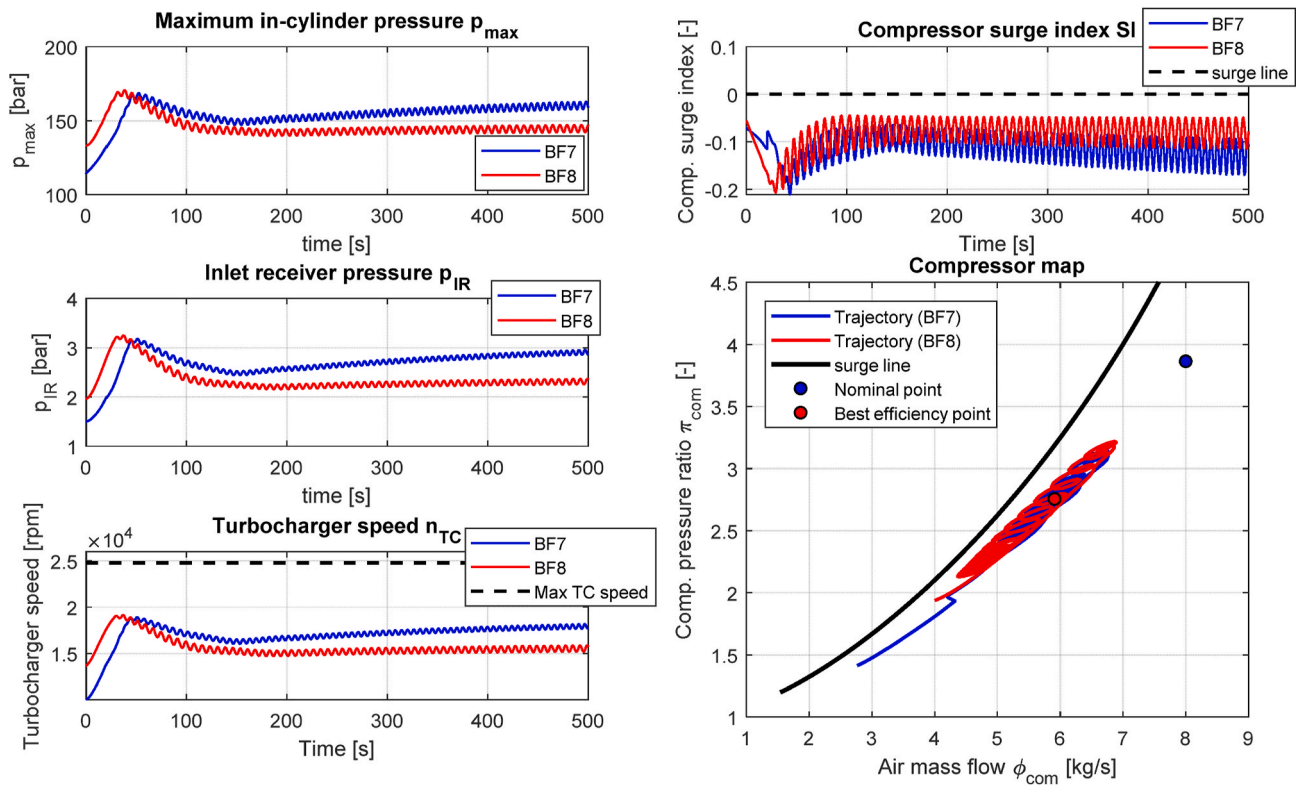 Maximum in-cylinder pressure p_max
p_max [bar]
200
150
100
0 100 200 300 400 500
time [s]
BF7
BF8
Inlet receiver pressure p_IR
p_IR [bar]
4
3
2
1
0 100 200 300 400 500
time [s]
BF7
BF8
Turbocharger speed n_TC
Turbocharger speed [rpm]
×10^4
2.5
2
1.5
0 100 200 300 400 500
Time [s]
BF7
BF8
Max TC speed
Compressor surge index SI
Comp. surge index [-]
0.1
0
-0.1
-0.2
0 100 200 300 400 500
Time [s]
BF7
BF8
surge line
Compressor map
Comp. pressure ratio π_com [-]
4.5
4
3.5
3
2.5
2
1.5
1
1 2 3 4 5 6 7 8 9
Air mass flow ϕ_com [kg/s]
Trajectory (BF7)
Trajectory (BF8)
surge line
Nominal point
Best efficiency point